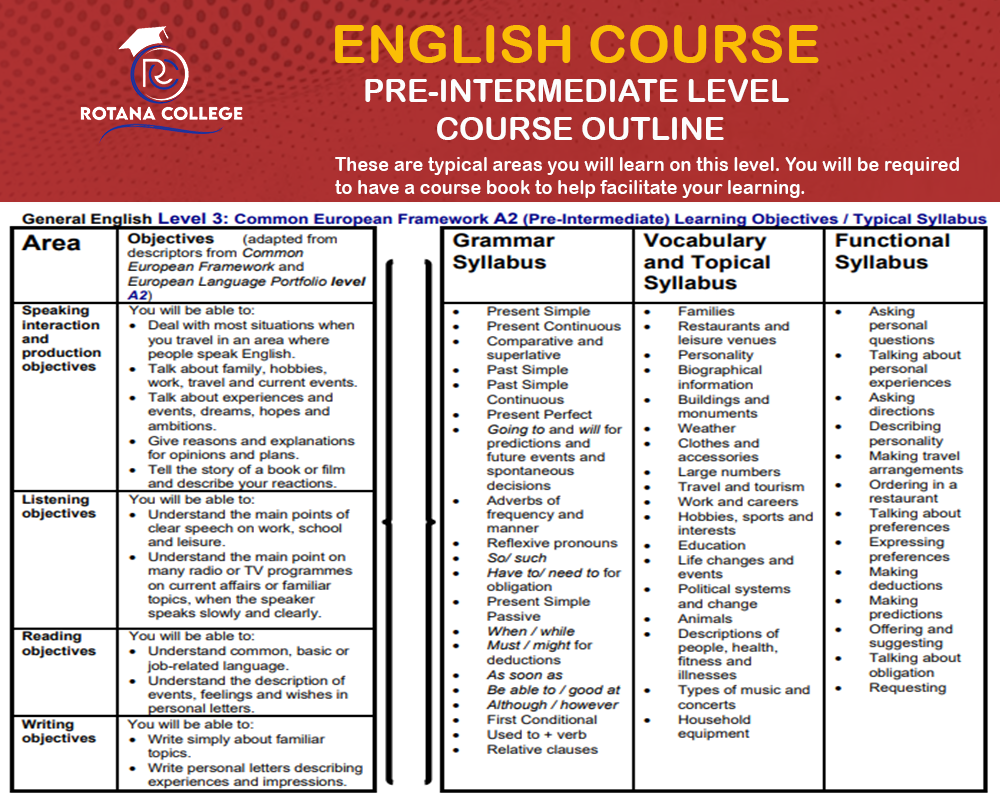 RC
ROTANA COLLEGE
ENGLISH COURSE
PRE-INTERMEDIATE LEVEL
COURSE OUTLINE
These are typical areas you will learn on this level. You will be required
to have a course book to help facilitate your learning.
General English Level 3: Common European Framework A2 (Pre-Intermediate) Learning Objectives / Typical Syllabus
Area
Objectives (adapted from
descriptors from Common
European Framework and
European Language Portfolio level
A2)
Speaking
interaction
and
production
objectives
You will be able to:
• Deal with most situations when
you travel in an area where
people speak English.
• Talk about family, hobbies,
work, travel and current events.
• Talk about experiences and
events, dreams, hopes and
ambitions.
• Give reasons and explanations
for opinions and plans.
• Tell the story of a book or film
and describe your reactions.
Listening
objectives
You will be able to:
• Understand the main points of
clear speech on work, school
and leisure.
• Understand the main point on
many radio or TV programmes
on current affairs or familiar
topics, when the speaker
speaks slowly and clearly.
Reading
objectives
You will be able to:
• Understand common, basic or
job-related language.
• Understand the description of
events, feelings and wishes in
personal letters.
Writing
objectives
You will be able to:
• Write simply about familiar
topics.
• Write personal letters describing
experiences and impressions.
Grammar
Syllabus
• Present Simple
• Present Continuous
• Comparative and
superlative
• Past Simple
• Past Simple
Continuous
• Present Perfect
• Going to and will for
predictions and
future events and
spontaneous
decisions
• Adverbs of
frequency and
manner
• Reflexive pronouns
• So/ such
• Have to/ need to for
obligation
• Present Simple
Passive
• When / while
• Must / might for
deductions
• As soon as
• Be able to / good at
• Although / however
• First Conditional
• Used to + verb
• Relative clauses
Vocabulary
and Topical
Syllabus
• Families
• Restaurants and
leisure venues
• Personality
• Biographical
information
• Buildings and
monuments
• Weather
• Clothes and
accessories
• Large numbers
• Travel and tourism
• Work and careers
• Hobbies, sports and
interests
• Education
• Life changes and
events
• Political systems
and change
• Animals
• Descriptions of
people, health,
fitness and
illnesses
• Types of music and
concerts
• Household
equipment
Functional
Syllabus
• Asking
personal
questions
• Talking about
personal
experiences
• Asking
directions
• Describing
personality
• Making travel
arrangements
• Ordering in a
restaurant
• Talking about
preferences
• Expressing
preferences
• Making
deductions
• Making
predictions
• Offering and
suggesting
• Talking about
obligation
• Requesting